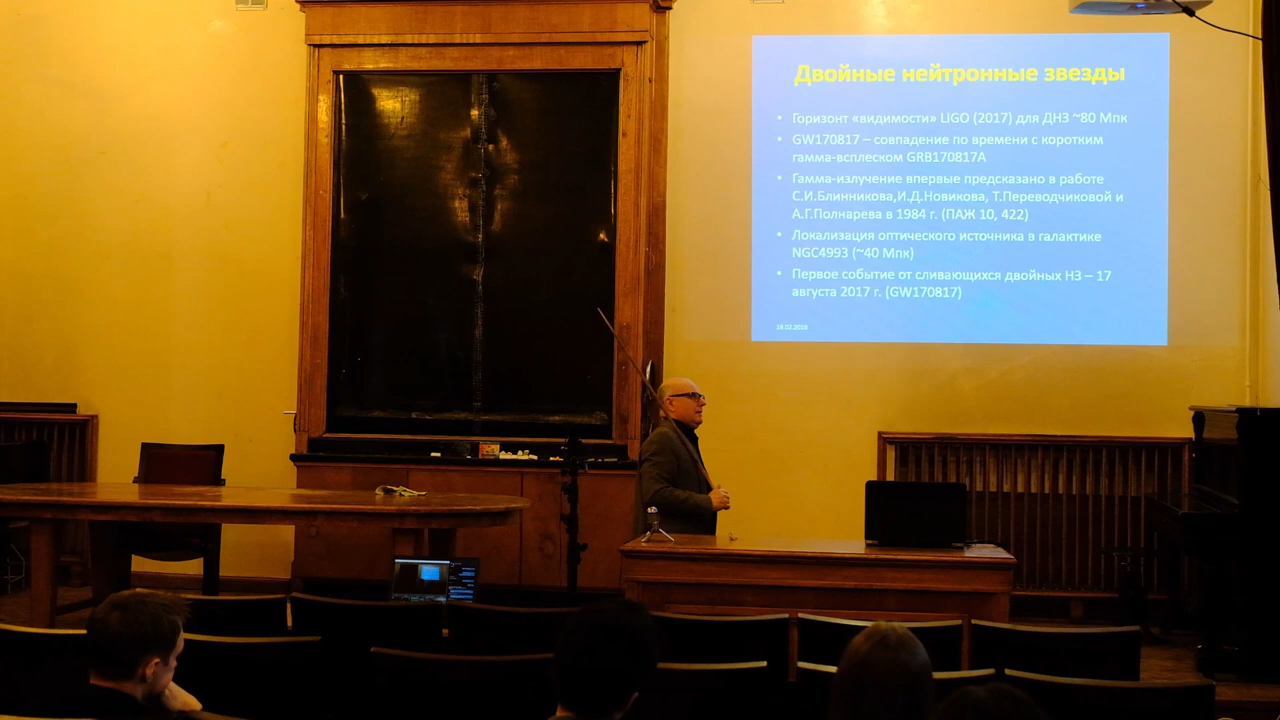 Двойные нейтронные звезды
• Горизонт «видимости» LIGO (2017) для ДНЗ ~80 Мпк
• GW170817 – совпадение по времени с коротким
гамма-всплеском GRB170817A
• Гамма-излучение впервые предсказано в работе
С.И.Блинникова,И.Д.Новикова, Т.Переводчиковой и
А.Г.Полнарева в 1984 г. (ПАЖ 10, 422)
• Локализация оптического источника в галактике
NGC4993 (~40 Мпк)
• Первое событие от сливающихся двойных НЗ – 17
августа 2017 г. (GW170817)